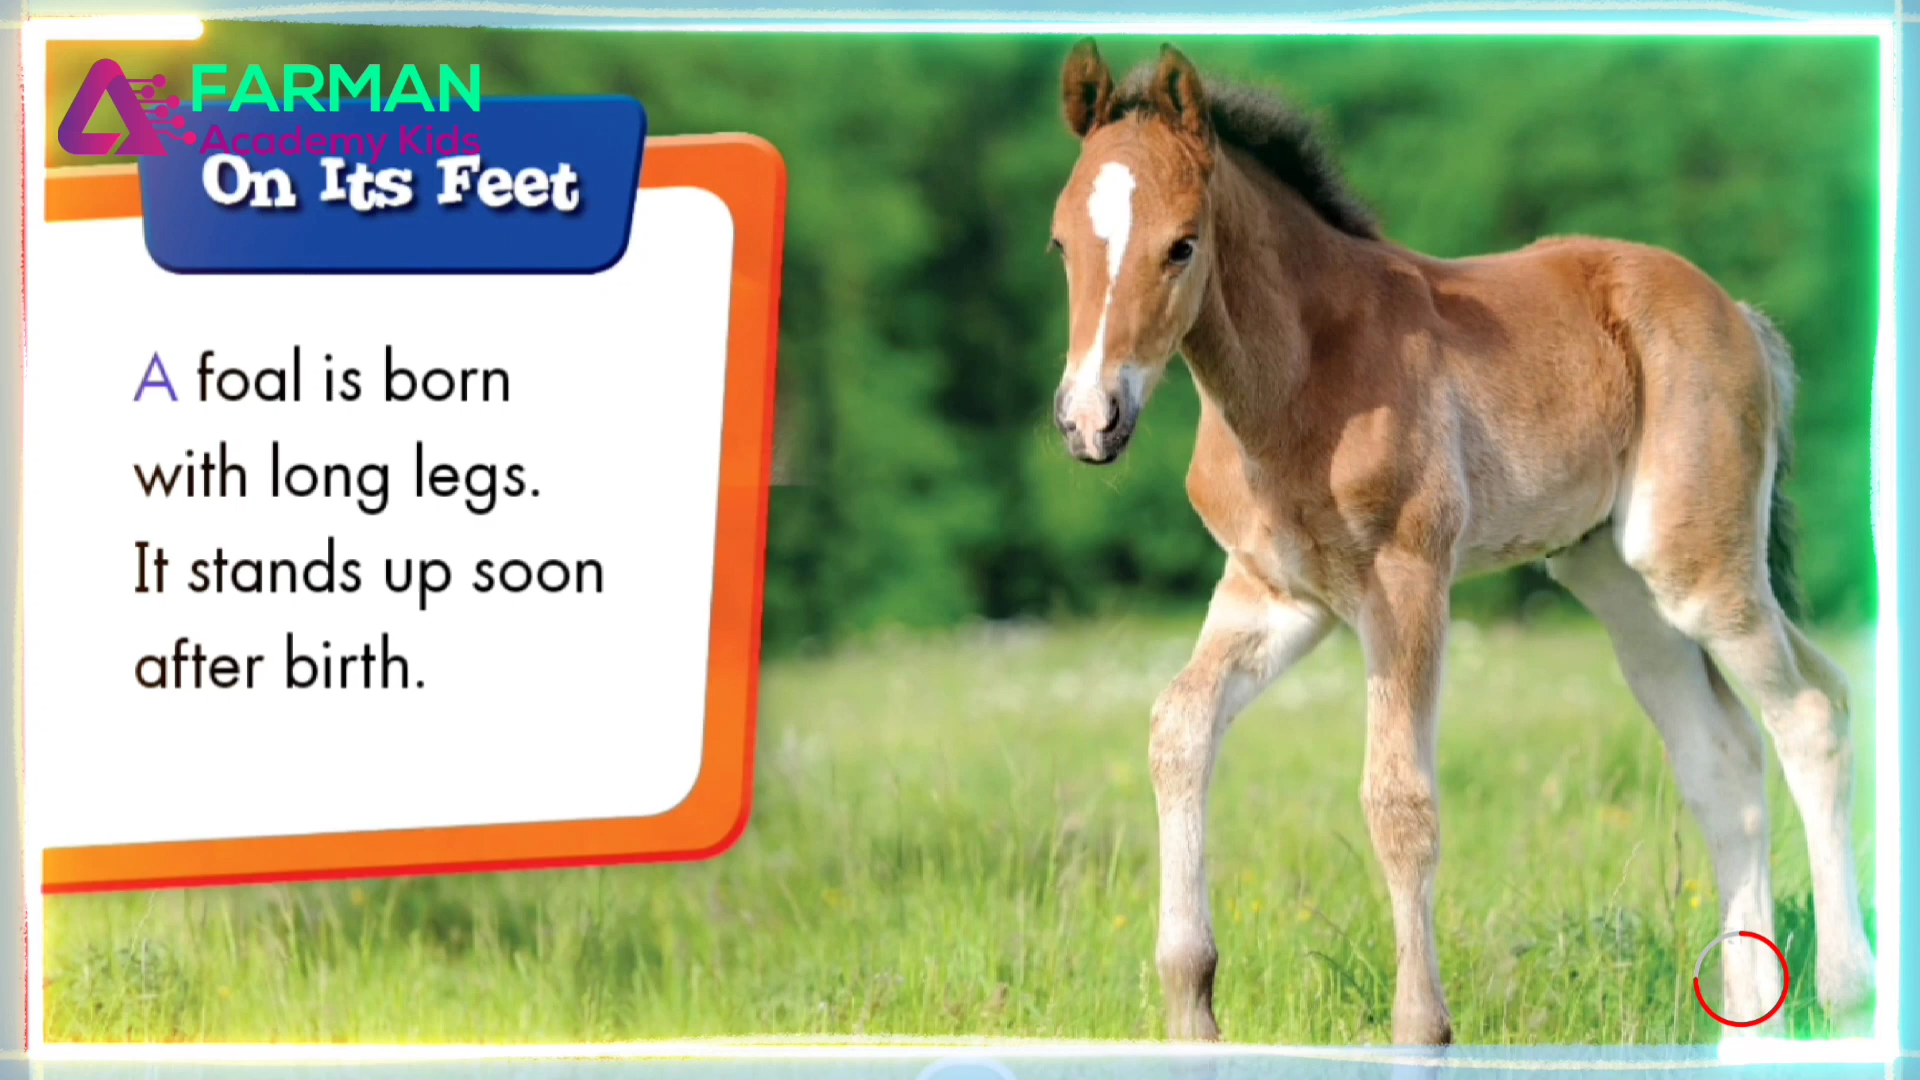 FARMAN
Academy Kids
On Its Feet
A foal is born
with long legs.
It stands up soon
after birth.